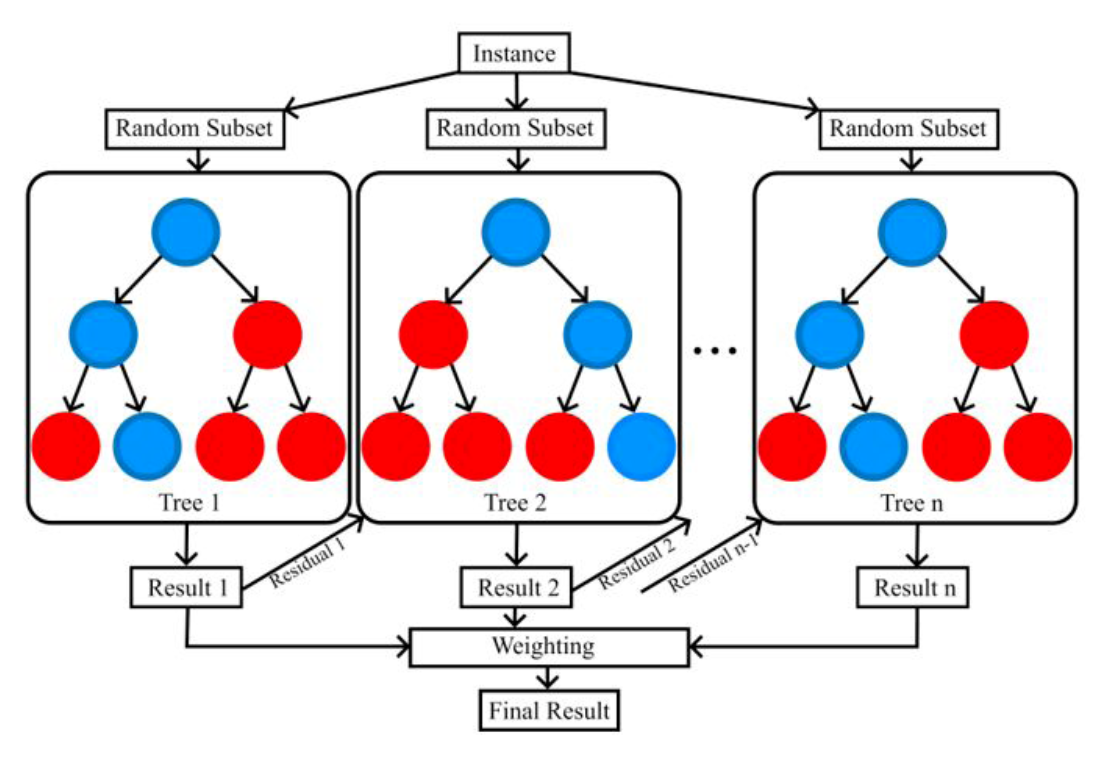 Instance
Random Subset
Random Subset
Random Subset
Tree 1
Tree 2
...
Tree n
Residual 1
Residual 2
Residual n-1
Result 1
Result 2
Result n
Weighting
Final Result